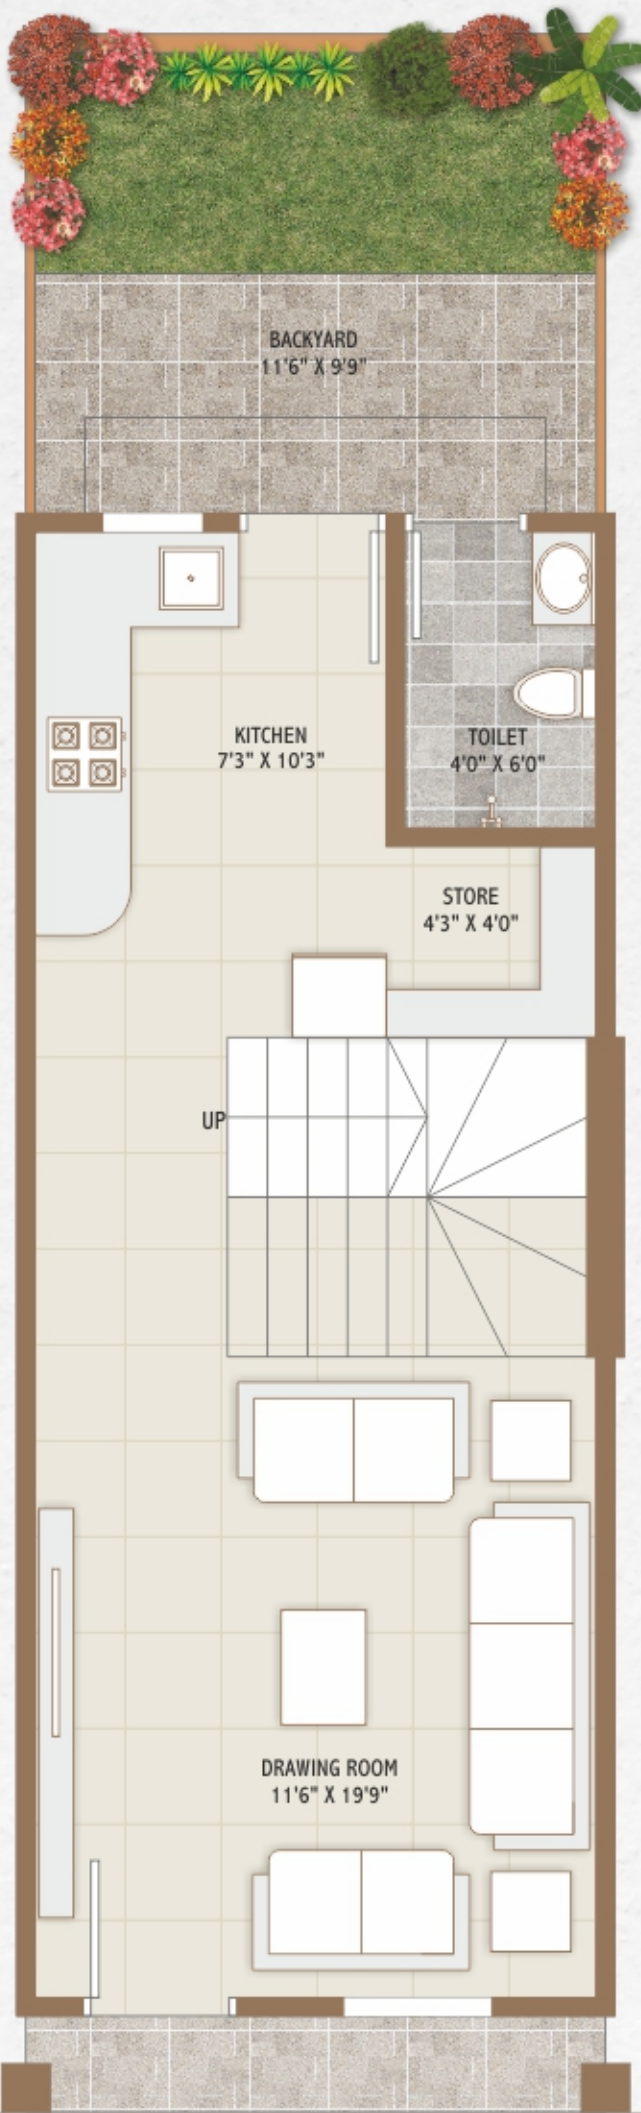 BACKYARD
11'6" X 9'9"
KITCHEN
7'3" X 10'3"
TOILET
4'0" X 6'0"
STORE
4'3" X 4'0"
UP
DRAWING ROOM
11'6" X 19'9"